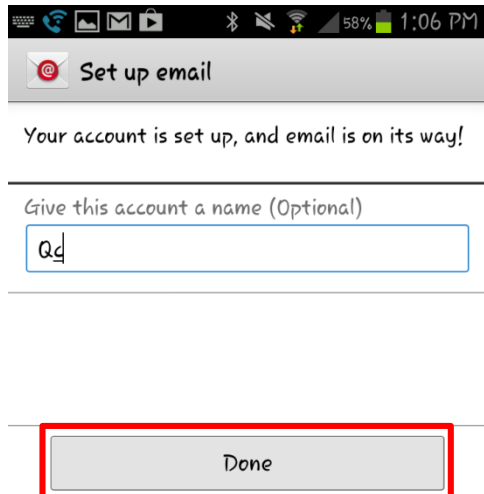 58% 1:06 PM
@ Set up email
Your account is set up, and email is on its way!
Give this account a name (Optional)
Qc
Done